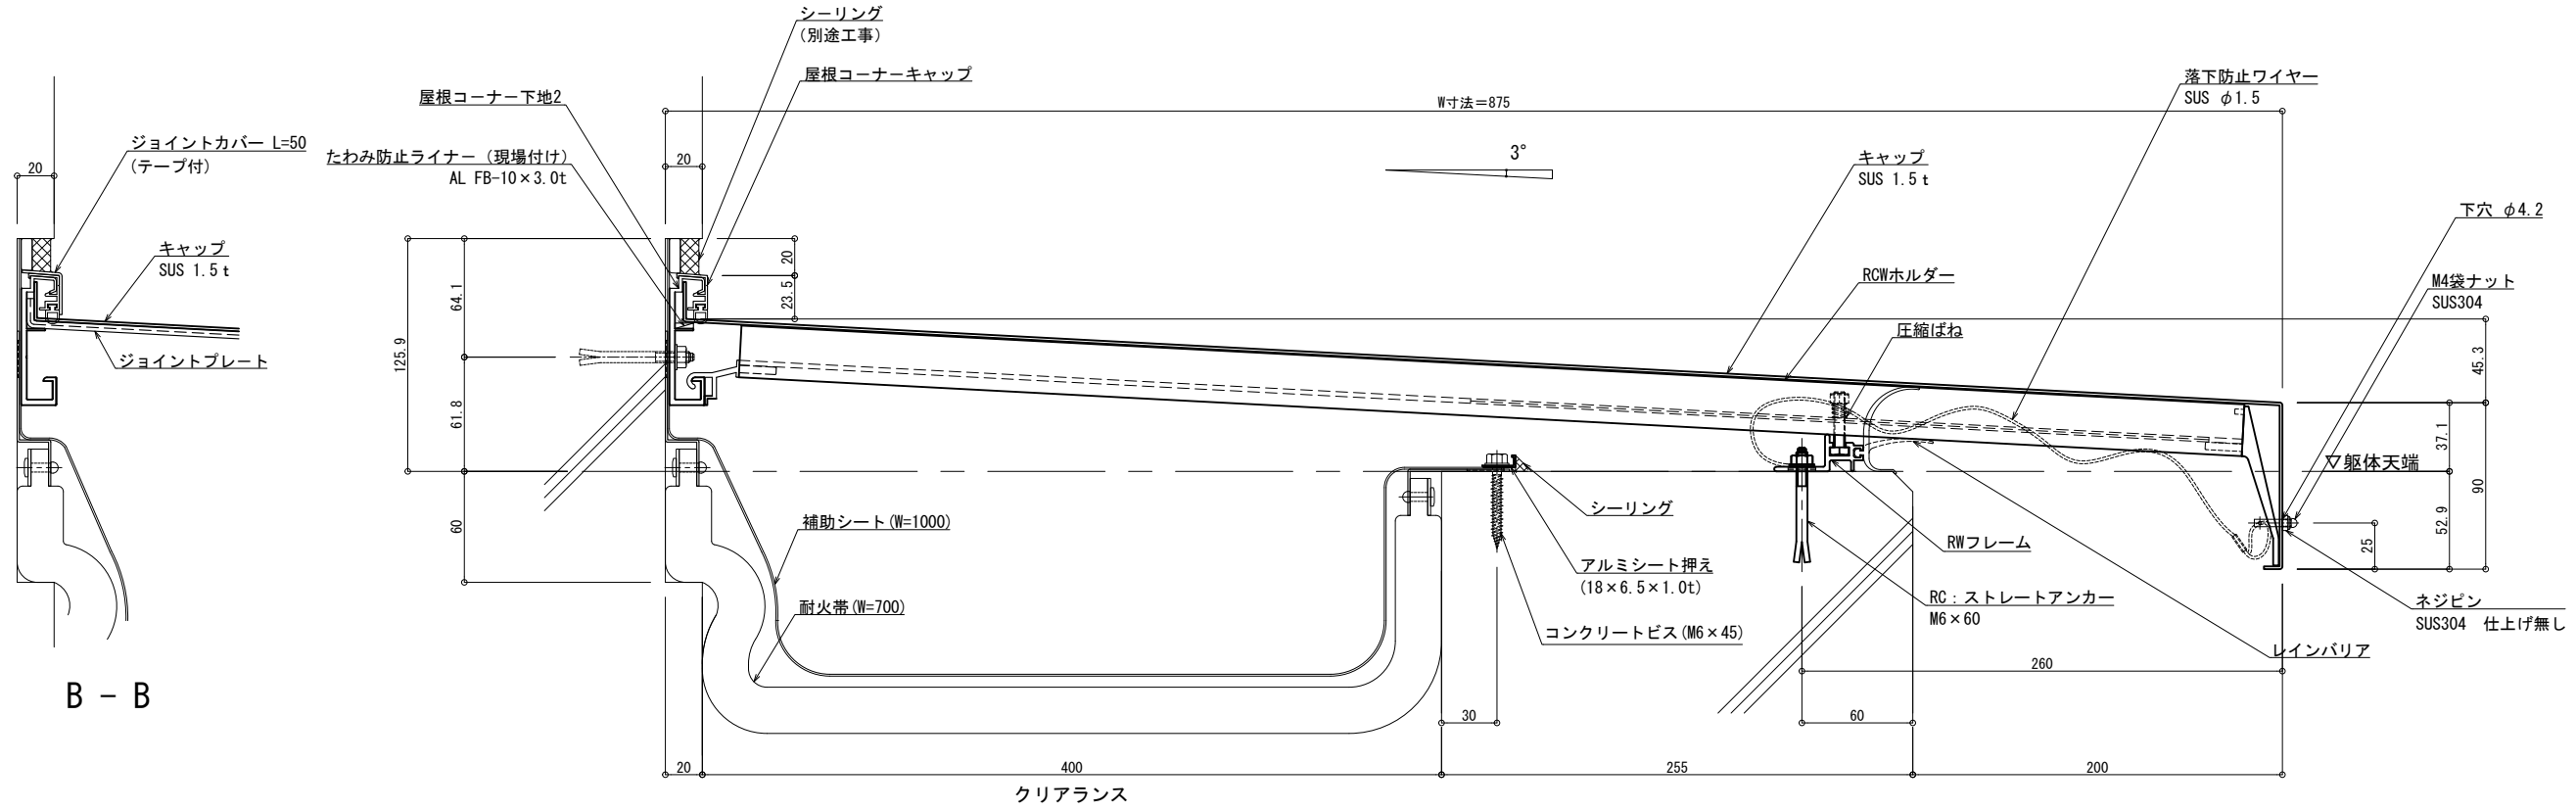 シーリング
(別途工事)
屋根コーナーキャップ
屋根コーナー下地2
ジョイントカバー L=50
(テープ付)
たわみ防止ライナー（現場付け）
AL FB-10×3.0t
20
20
W寸法＝875
3°
落下防止ワイヤー
SUS φ1.5
キャップ
SUS 1.5t
下穴 φ4.2
キャップ
SUS 1.5t
RCWホルダー
M4袋ナット
SUS304
圧縮ばね
ジョイントプレート
125.9
64.1
61.8
60
20
23.5
45.3
37.1
90
52.9
25
▽躯体天端
補助シート(W=1000)
シーリング
RWフレーム
アルミシート押え
(18×6.5×1.0t)
耐火帯(W=700)
RC：ストレートアンカー
M6×60
ネジピン
SUS304 仕上げ無し
コンクリートビス(M6×45)
レインバリア
260
B － B
30
60
20
400
255
200
クリアランス